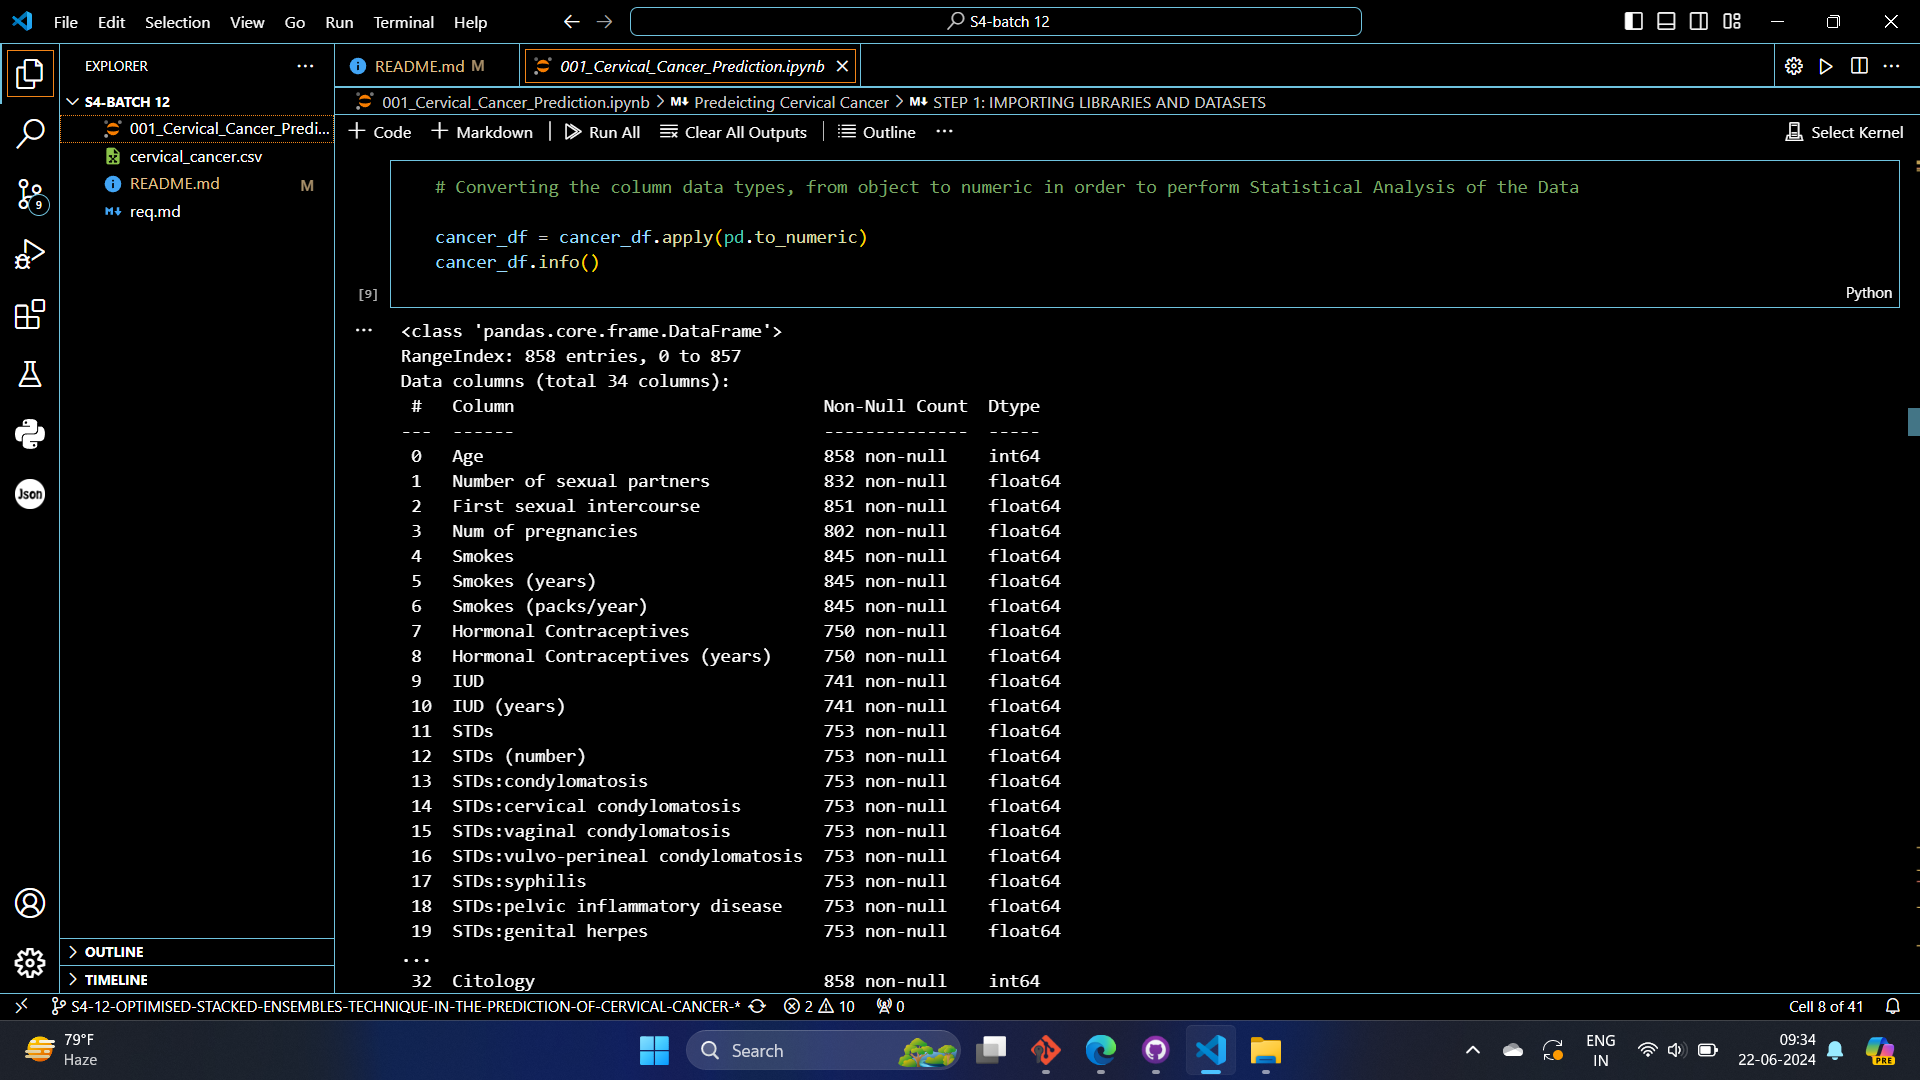 File Edit Selection View Go Run Terminal Help
S4-batch 12
EXPLORER
README.md M
001_Cervical_Cancer_Prediction.ipynb
S4-BATCH 12
001_Cervical_Cancer_Predi...
cervical_cancer.csv
README.md M
req.md
001_Cervical_Cancer_Prediction.ipynb > M↓ Predeicting Cervical Cancer > M↓ STEP 1: IMPORTING LIBRARIES AND DATASETS
+ Code + Markdown Run All Clear All Outputs Outline ... Select Kernel
# Converting the column data types, from object to numeric in order to perform Statistical Analysis of the Data
cancer_df = cancer_df.apply(pd.to_numeric)
cancer_df.info()
[9] Python
<class 'pandas.core.frame.DataFrame'>
RangeIndex: 858 entries, 0 to 857
Data columns (total 34 columns):
# Column Non-Null Count Dtype
--- ------ -------------- -----
0 Age 858 non-null int64
1 Number of sexual partners 832 non-null float64
2 First sexual intercourse 851 non-null float64
3 Num of pregnancies 802 non-null float64
4 Smokes 845 non-null float64
5 Smokes (years) 845 non-null float64
6 Smokes (packs/year) 845 non-null float64
7 Hormonal Contraceptives 750 non-null float64
8 Hormonal Contraceptives (years) 750 non-null float64
9 IUD 741 non-null float64
10 IUD (years) 741 non-null float64
11 STDs 753 non-null float64
12 STDs (number) 753 non-null float64
13 STDs:condylomatosis 753 non-null float64
14 STDs:cervical condylomatosis 753 non-null float64
15 STDs:vaginal condylomatosis 753 non-null float64
16 STDs:vulvo-perineal condylomatosis 753 non-null float64
17 STDs:syphilis 753 non-null float64
18 STDs:pelvic inflammatory disease 753 non-null float64
19 STDs:genital herpes 753 non-null float64
...
32 Citology 858 non-null int64
9
Json
OUTLINE
TIMELINE
S4-12-OPTIMISED-STACKED-ENSEMBLES-TECHNIQUE-IN-THE-PREDICTION-OF-CERVICAL-CANCER-* 2 10 0 Cell 8 of 41
79°F
Haze
Search
ENG
IN
09:34
22-06-2024
PRE